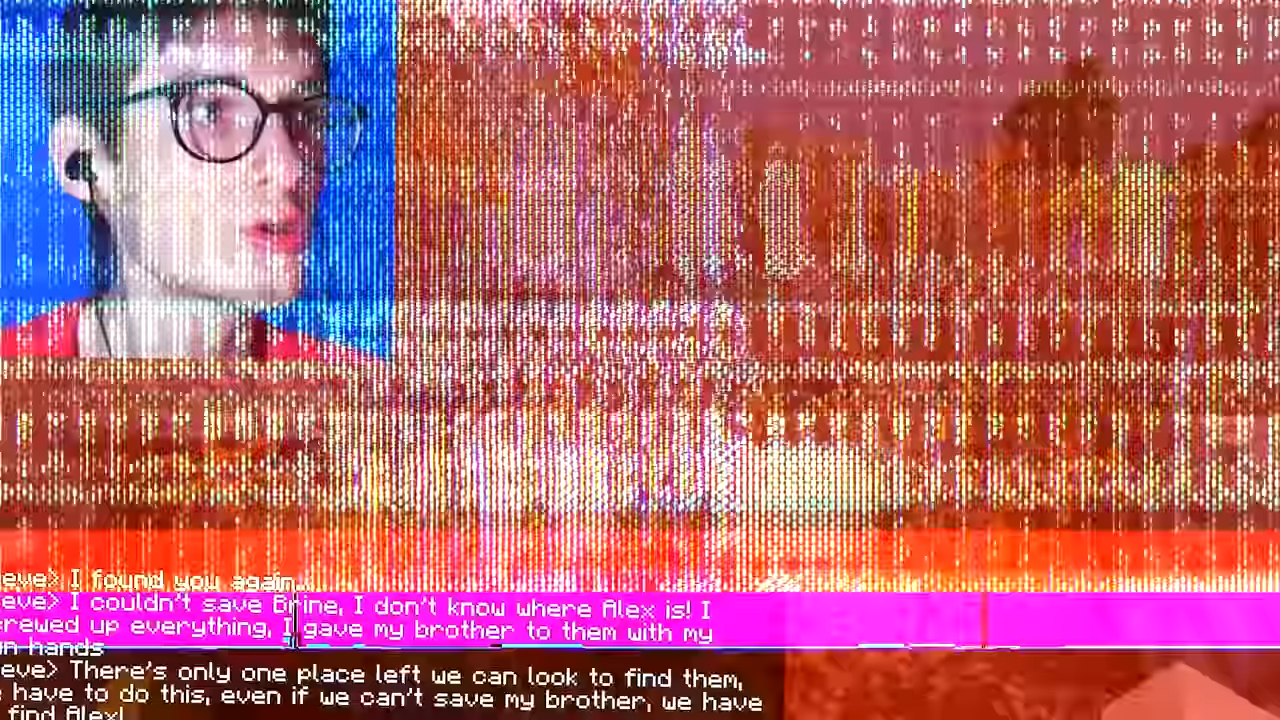 eve> I found you again...
eve> I couldn't save Brine, I don't know where Alex is! I
crewed up everything, I gave my brother to them with my
n hands
eve> There's only one place left we can look to find them,
e have to do this, even if we can't save my brother, we have
find Alex!